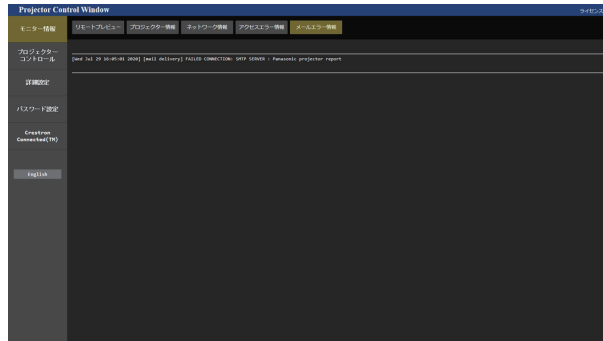 Projector Control Window
ライセンス
モニター情報
リモートプレビュー プロジェクター情報 ネットワーク情報 アクセスエラー情報 メールエラー情報
プロジェクター
コントロール
[Wed Jul 29 16:05:01 2020] [mail delivery] FAILED CONNECTION: SMTP SERVER : Panasonic projector report
詳細設定
パスワード設定
Crestron
Connected(TM)
English